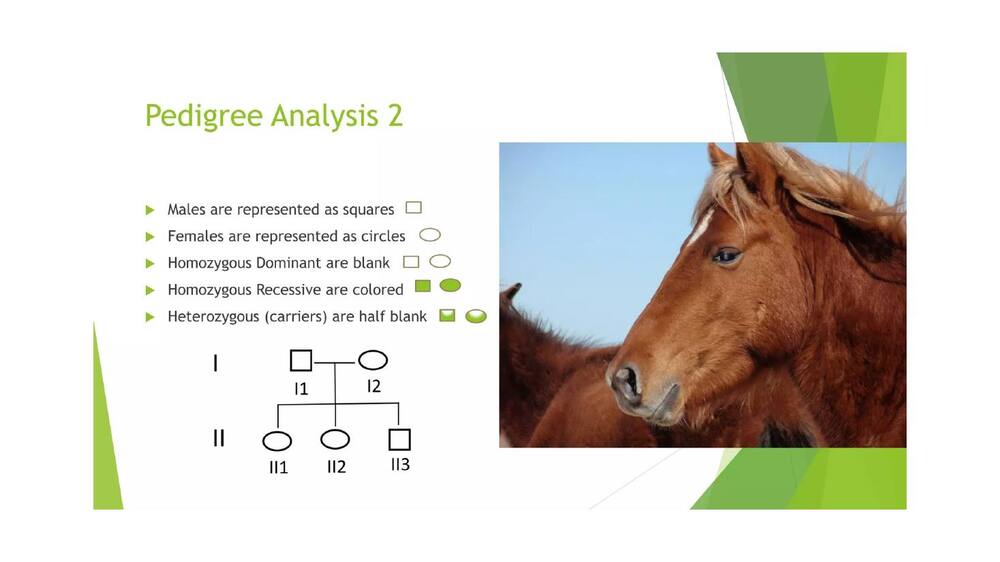 Pedigree Analysis 2
Males are represented as squares
Females are represented as circles
Homozygous Dominant are blank
Homozygous Recessive are colored
Heterozygous (carriers) are half blank
I
I1 I2
II
II1 II2 II3